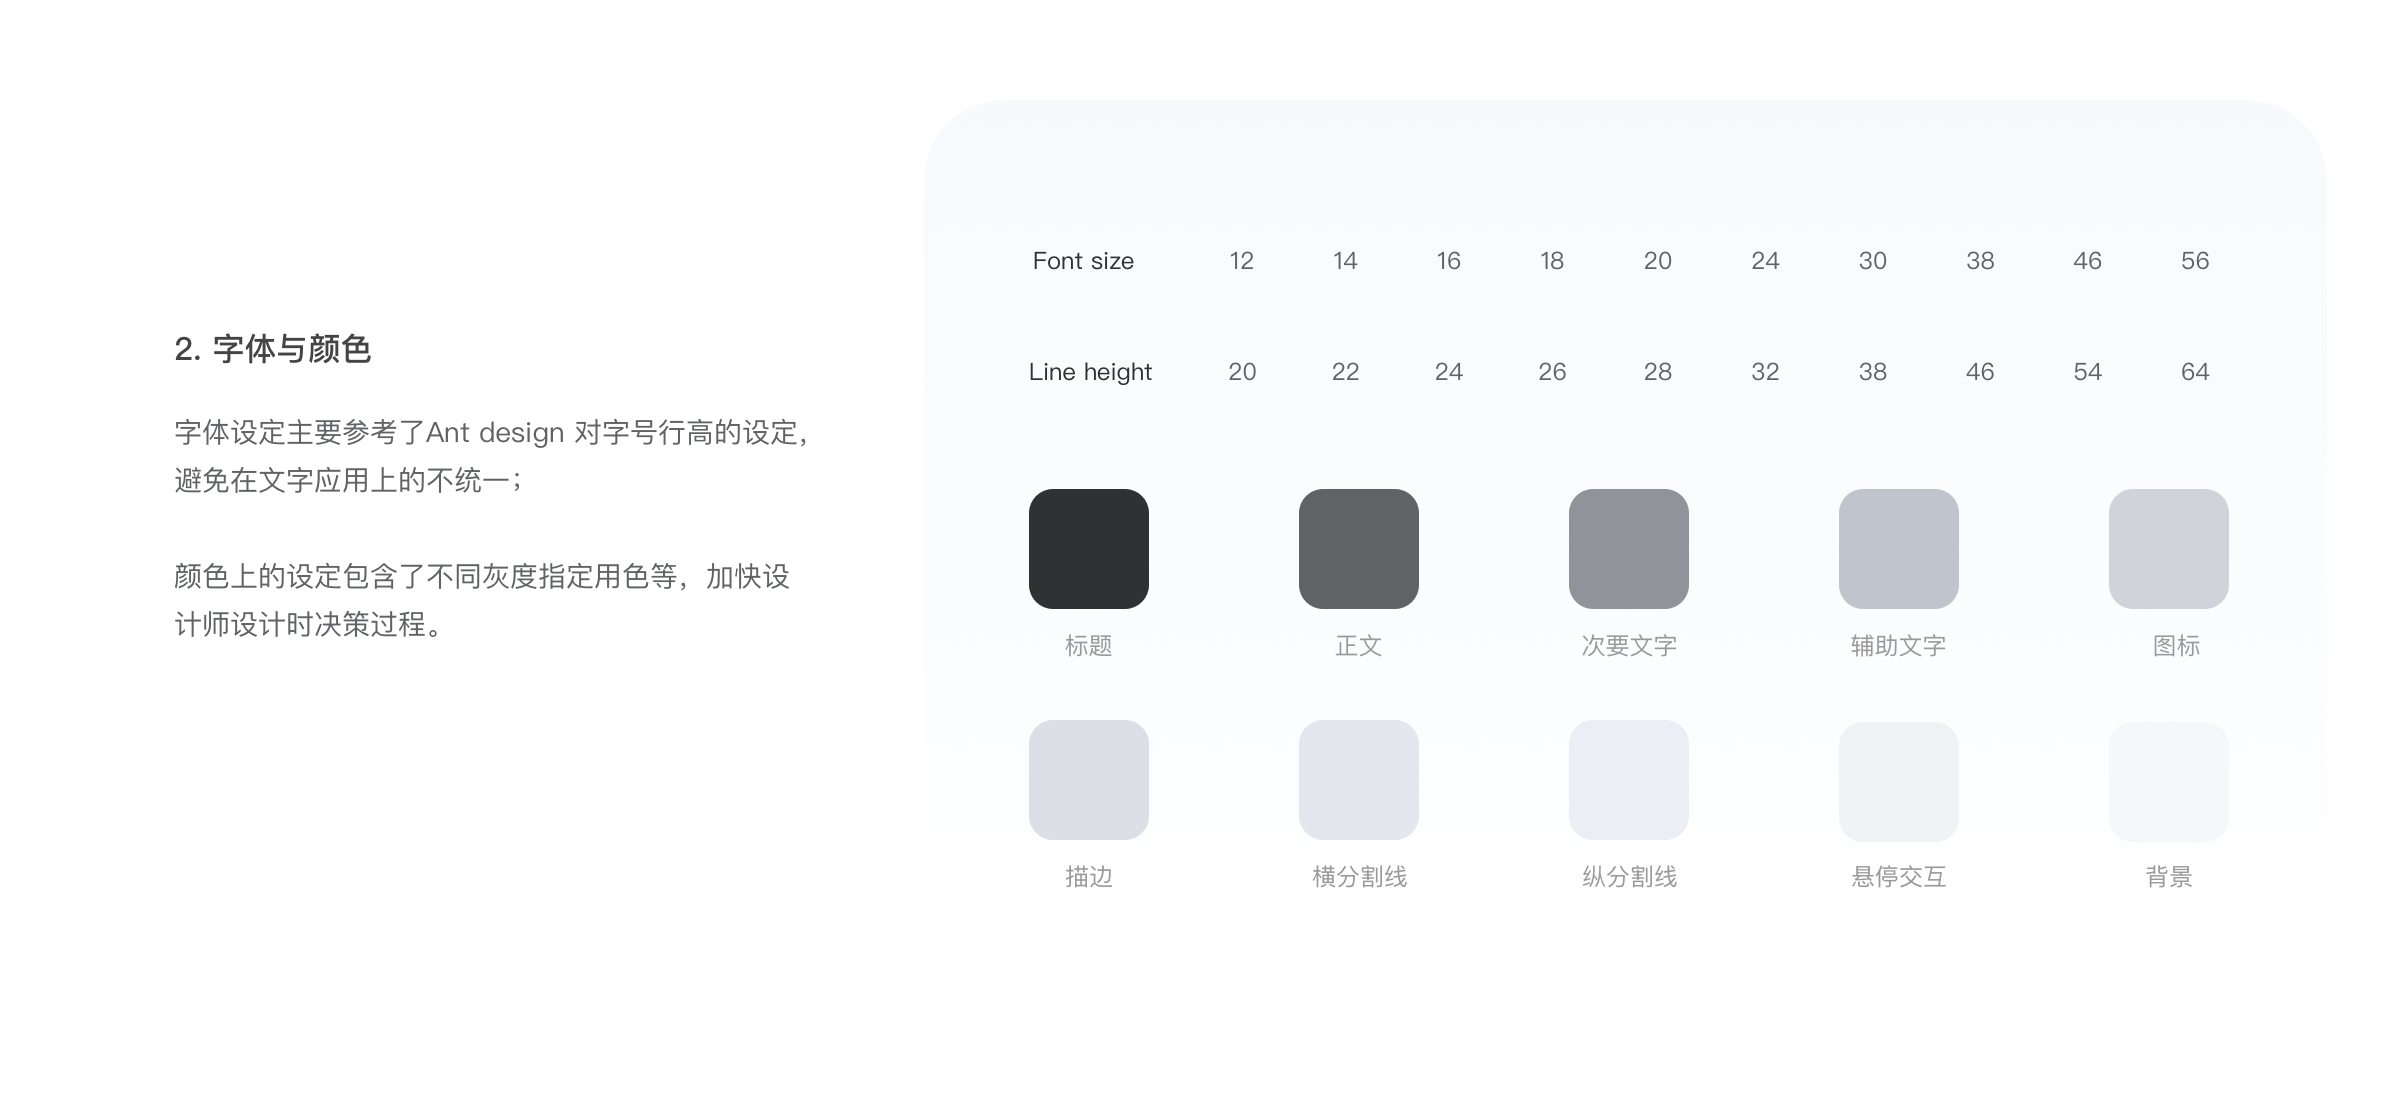 2. 字体与颜色
字体设定主要参考了Ant design 对字号行高的设定，
避免在文字应用上的不统一；
颜色上的设定包含了不同灰度指定用色等，加快设
计师设计时决策过程。
Font size 12 14 16 18 20 24 30 38 46 56
Line height 20 22 24 26 28 32 38 46 54 64
标题 正文 次要文字 辅助文字 图标
描边 横分割线 纵分割线 悬停交互 背景